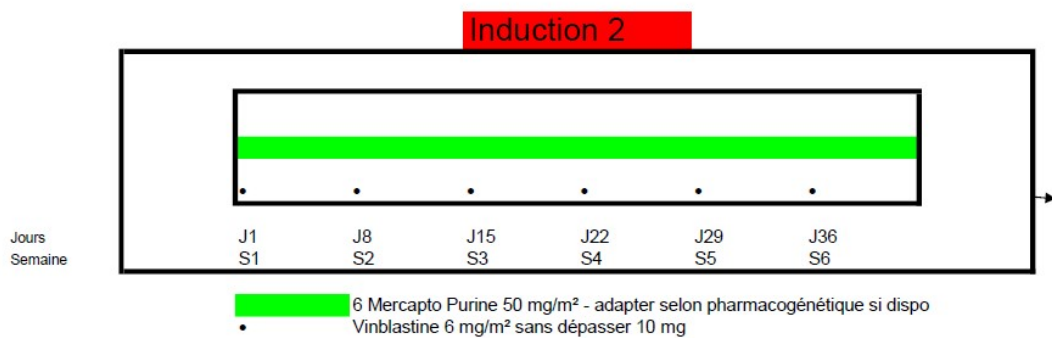 Induction 2
Jours J1 J8 J15 J22 J29 J36
Semaine S1 S2 S3 S4 S5 S6
6 Mercapto Purine 50 mg/m² - adapter selon pharmacogénétique si dispo
• Vinblastine 6 mg/m² sans dépasser 10 mg